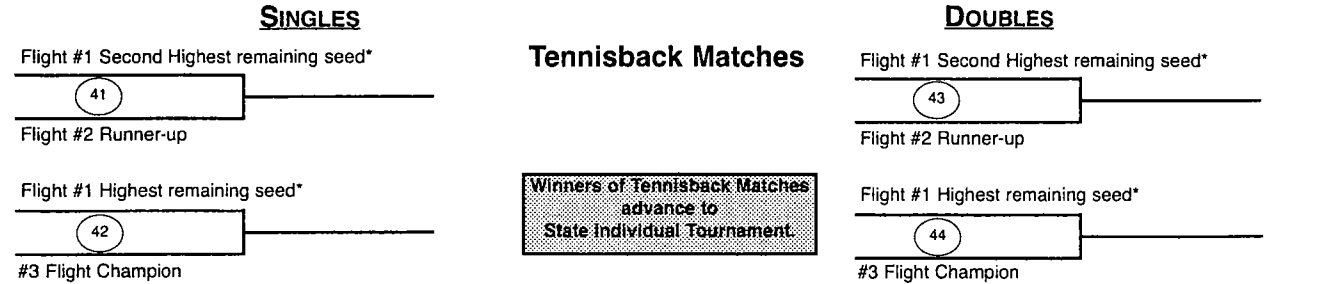 SINGLES
Flight #1 Second Highest remaining seed*
41
Flight #2 Runner-up
Flight #1 Highest remaining seed*
42
#3 Flight Champion
Tennisback Matches
Winners of Tennisback Matches
advance to
State Individual Tournament.
DOUBLES
Flight #1 Second Highest remaining seed*
43
Flight #2 Runner-up
Flight #1 Highest remaining seed*
44
#3 Flight Champion